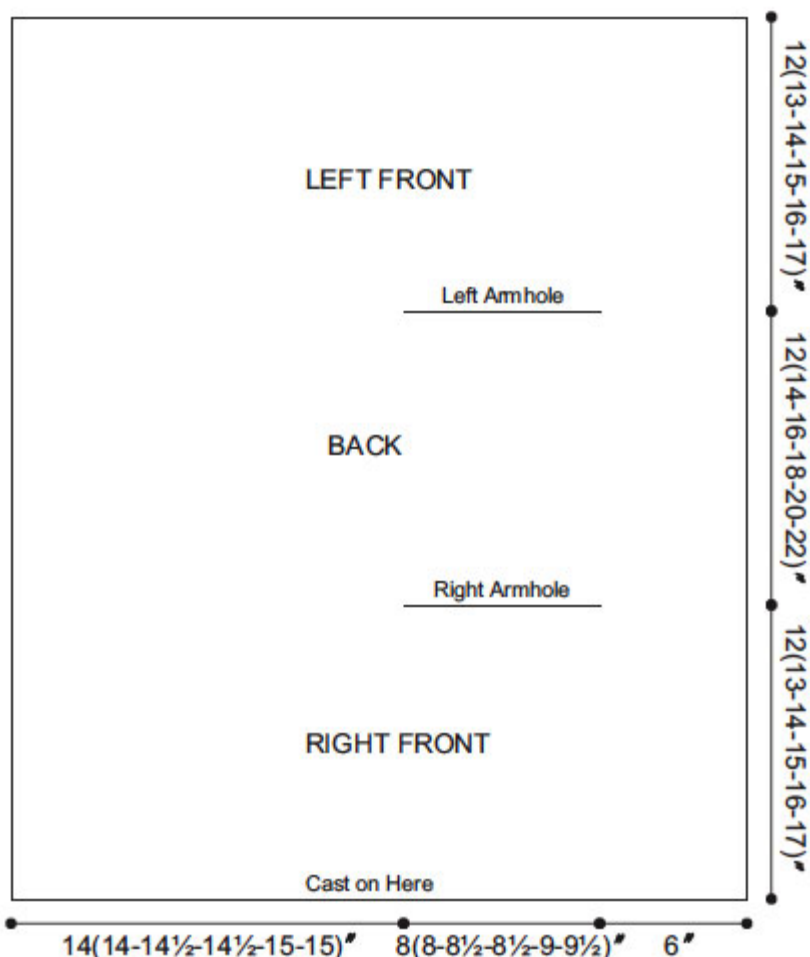 12(13-14-15-16-17)"
LEFT FRONT
Left Armhole
12(14-16-18-20-22)"
BACK
Right Armhole
12(13-14-15-16-17)"
RIGHT FRONT
Cast on Here
14(14-14½-14½-15-15)" 8(8-8½-8½-9-9½)" 6"